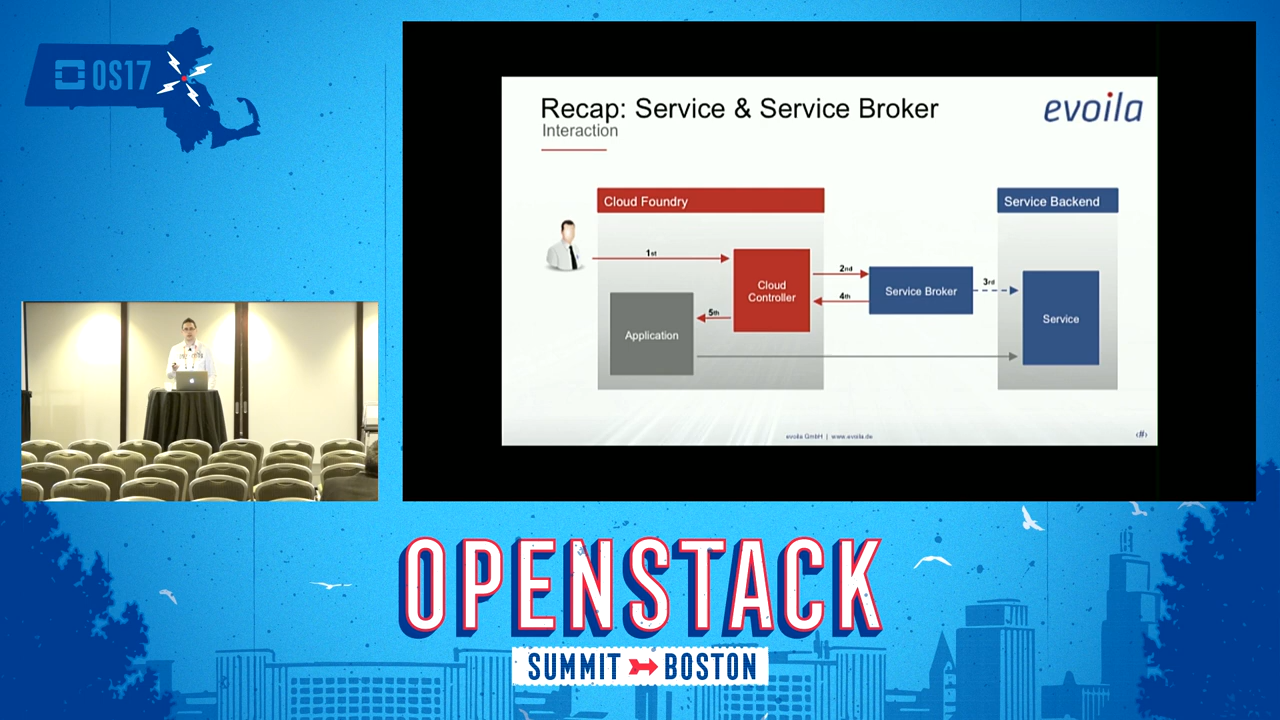 OS17
Recap: Service & Service Broker
Interaction
evoila
Cloud Foundry
Service Backend
1st
2nd
3rd
4th
5th
Cloud
Controller
Service Broker
Service
Application
evoila GmbH | www.evoila.de
‹#›
OPENSTACK
SUMMIT BOSTON